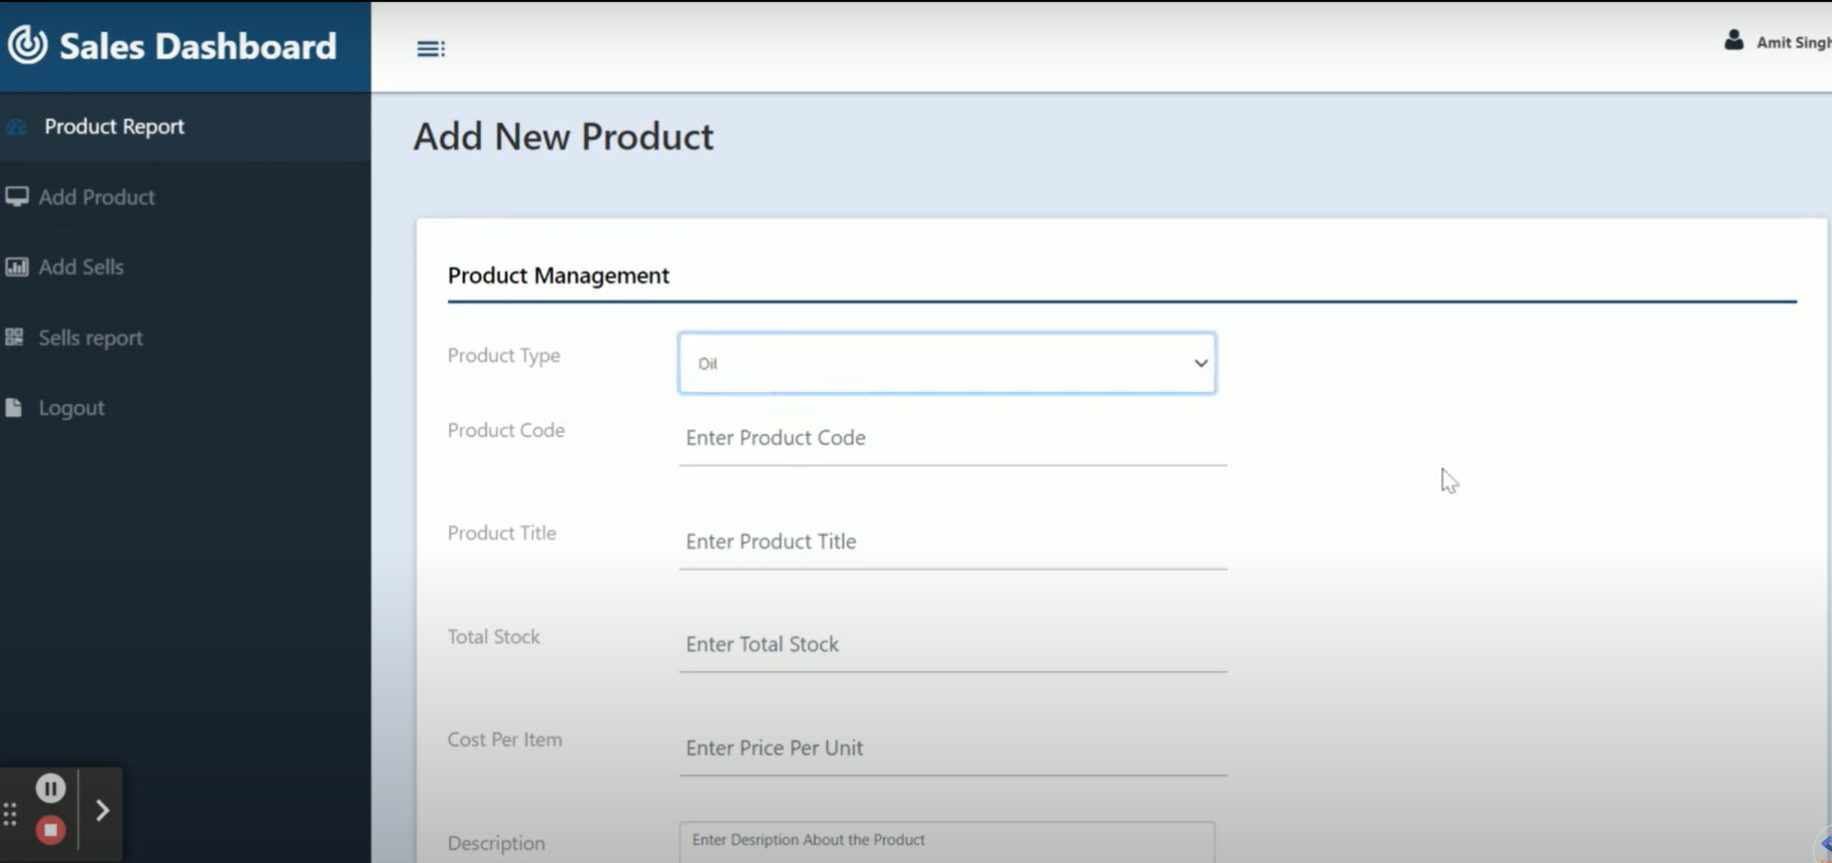 Sales Dashboard
Amit Singh
Product Report
Add New Product
Add Product
Add Sells
Product Management
Sells report
Product Type
Oil
Logout
Product Code
Enter Product Code
Product Title
Enter Product Title
Total Stock
Enter Total Stock
Cost Per Item
Enter Price Per Unit
Description
Enter Desription About the Product